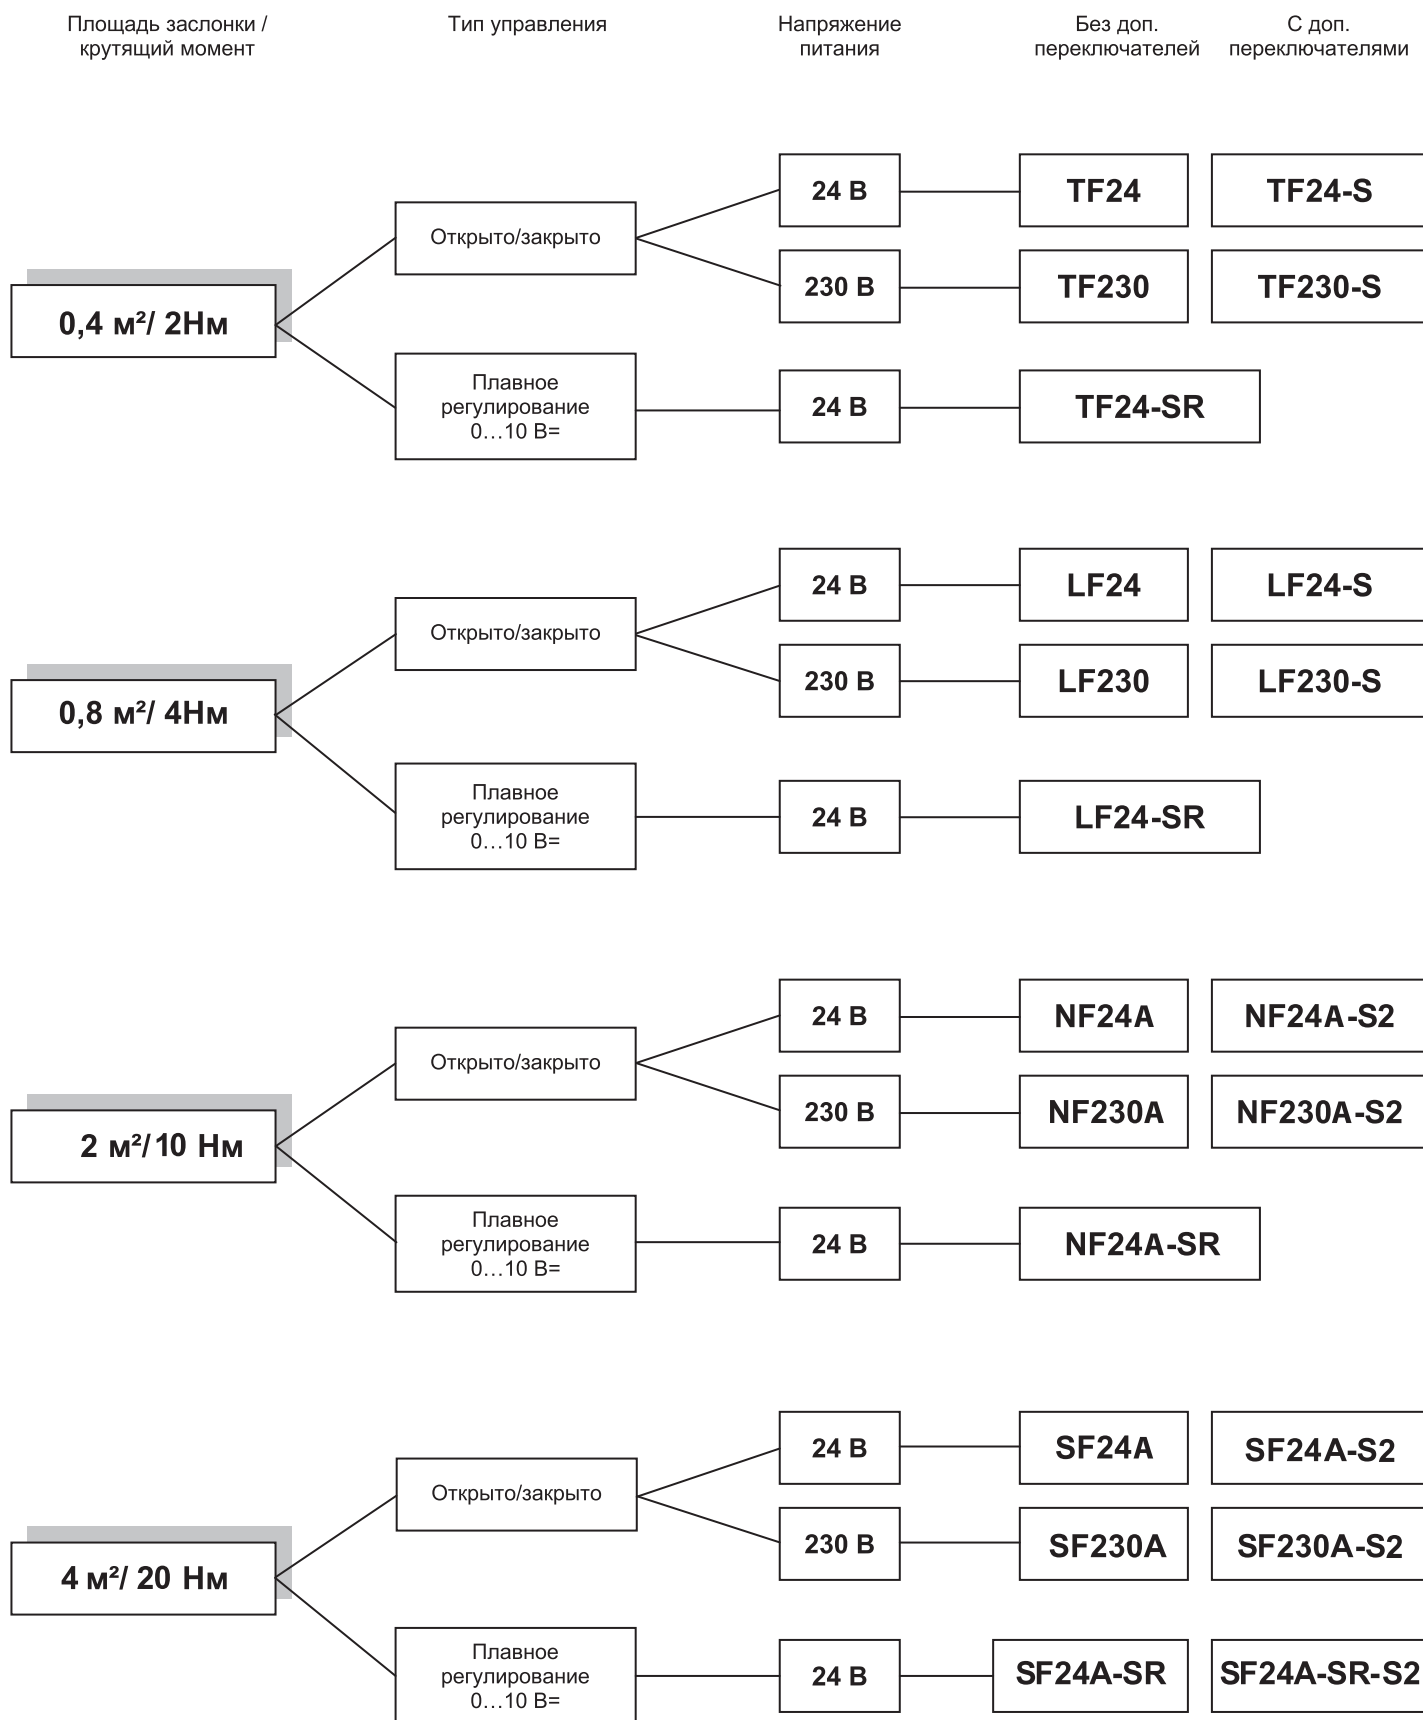 Площадь заслонки /
крутящий момент
Тип управления
Напряжение
питания
Без доп.
переключателей
С доп.
переключателями
0,4 м²/ 2Нм
Открыто/закрыто
24 В
TF24
TF24-S
230 В
TF230
TF230-S
Плавное
регулирование
0...10 В=
24 В
TF24-SR
0,8 м²/ 4Нм
Открыто/закрыто
24 В
LF24
LF24-S
230 В
LF230
LF230-S
Плавное
регулирование
0...10 В=
24 В
LF24-SR
2 м²/10 Нм
Открыто/закрыто
24 В
NF24A
NF24A-S2
230 В
NF230A
NF230A-S2
Плавное
регулирование
0...10 В=
24 В
NF24A-SR
4 м²/ 20 Нм
Открыто/закрыто
24 В
SF24A
SF24A-S2
230 В
SF230A
SF230A-S2
Плавное
регулирование
0...10 В=
24 В
SF24A-SR
SF24A-SR-S2